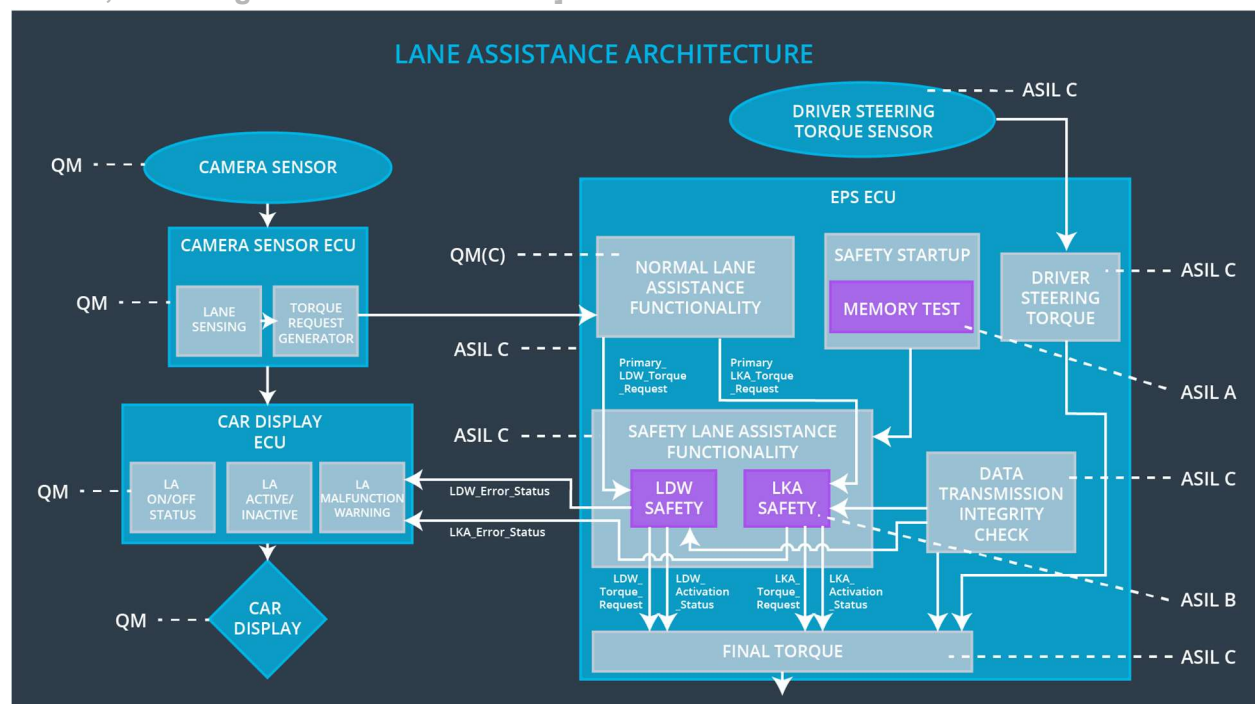 LANE ASSISTANCE ARCHITECTURE
ASIL C
DRIVER STEERING
TORQUE SENSOR
QM
CAMERA SENSOR
EPS ECU
CAMERA SENSOR ECU
QM
LANE
SENSING
TORQUE
REQUEST
GENERATOR
QM(C)
NORMAL LANE
ASSISTANCE
FUNCTIONALITY
SAFETY STARTUP
MEMORY TEST
DRIVER
STEERING
TORQUE
ASIL C
ASIL C
Primary_
LDW_Torque
_Request
Primary
LKA_Torque
_Request
ASIL A
CAR DISPLAY
ECU
QM
LA
ON/OFF
STATUS
LA
ACTIVE/
INACTIVE
LA
MALFUNCTION
WARNING
ASIL C
SAFETY LANE ASSISTANCE
FUNCTIONALITY
LDW
SAFETY
LKA
SAFETY
DATA
TRANSMISSION
INTEGRITY
CHECK
ASIL C
LDW_Error_Status
LKA_Error_Status
LDW_
Torque_
Request
LDW_
Activation
_Status
LKA_
Torque_
Request
LKA_
Activation
_Status
ASIL B
QM
CAR
DISPLAY
FINAL TORQUE
ASIL C